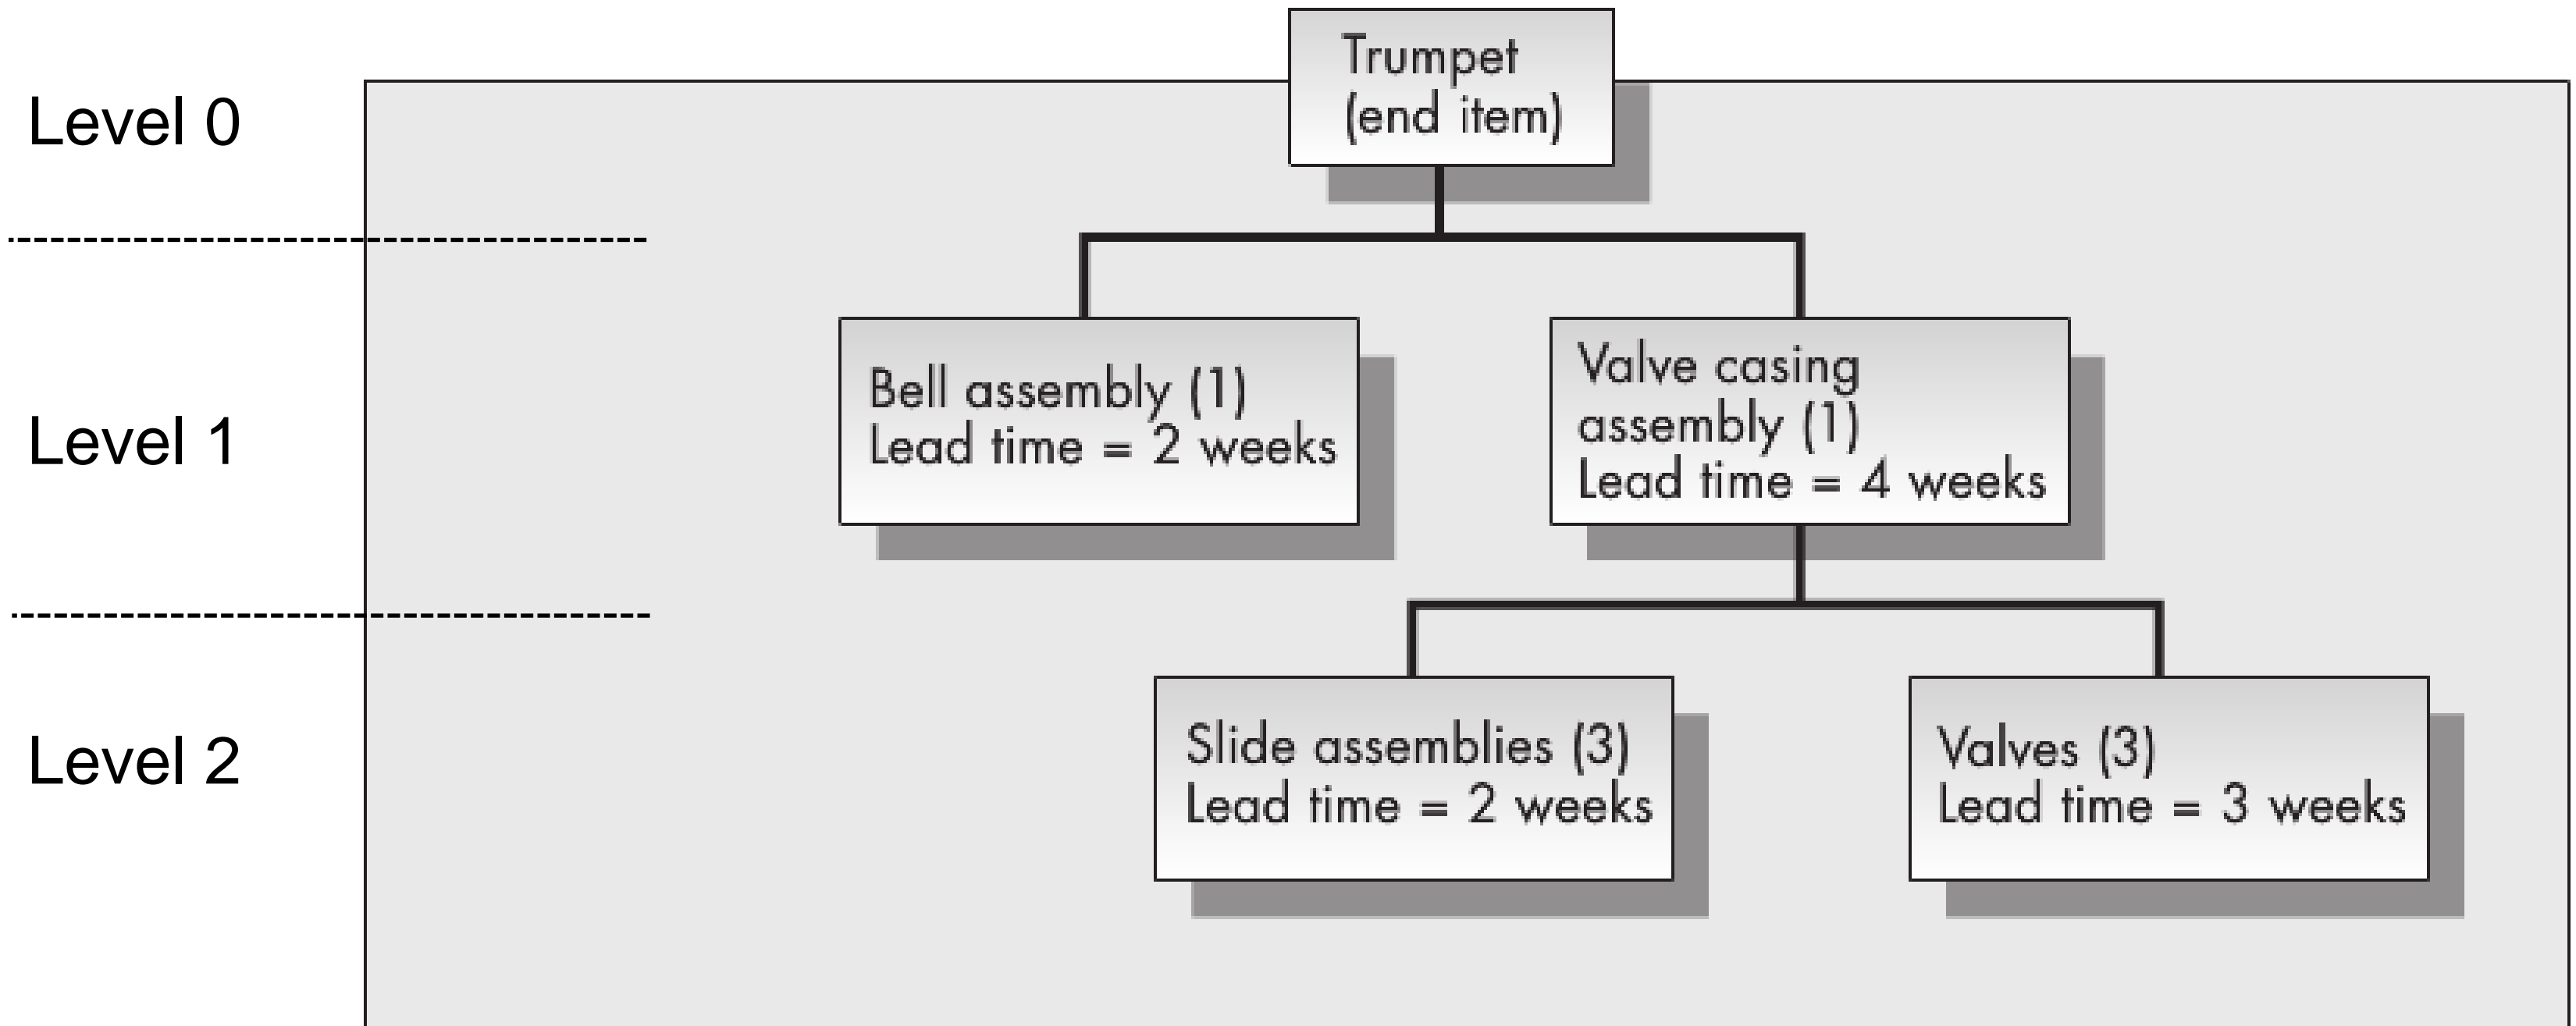 Trumpet
(end item)
Level 0
Bell assembly (1)
Lead time = 2 weeks
Valve casing
assembly (1)
Lead time = 4 weeks
Level 1
Slide assemblies (3)
Lead time = 2 weeks
Valves (3)
Lead time = 3 weeks
Level 2